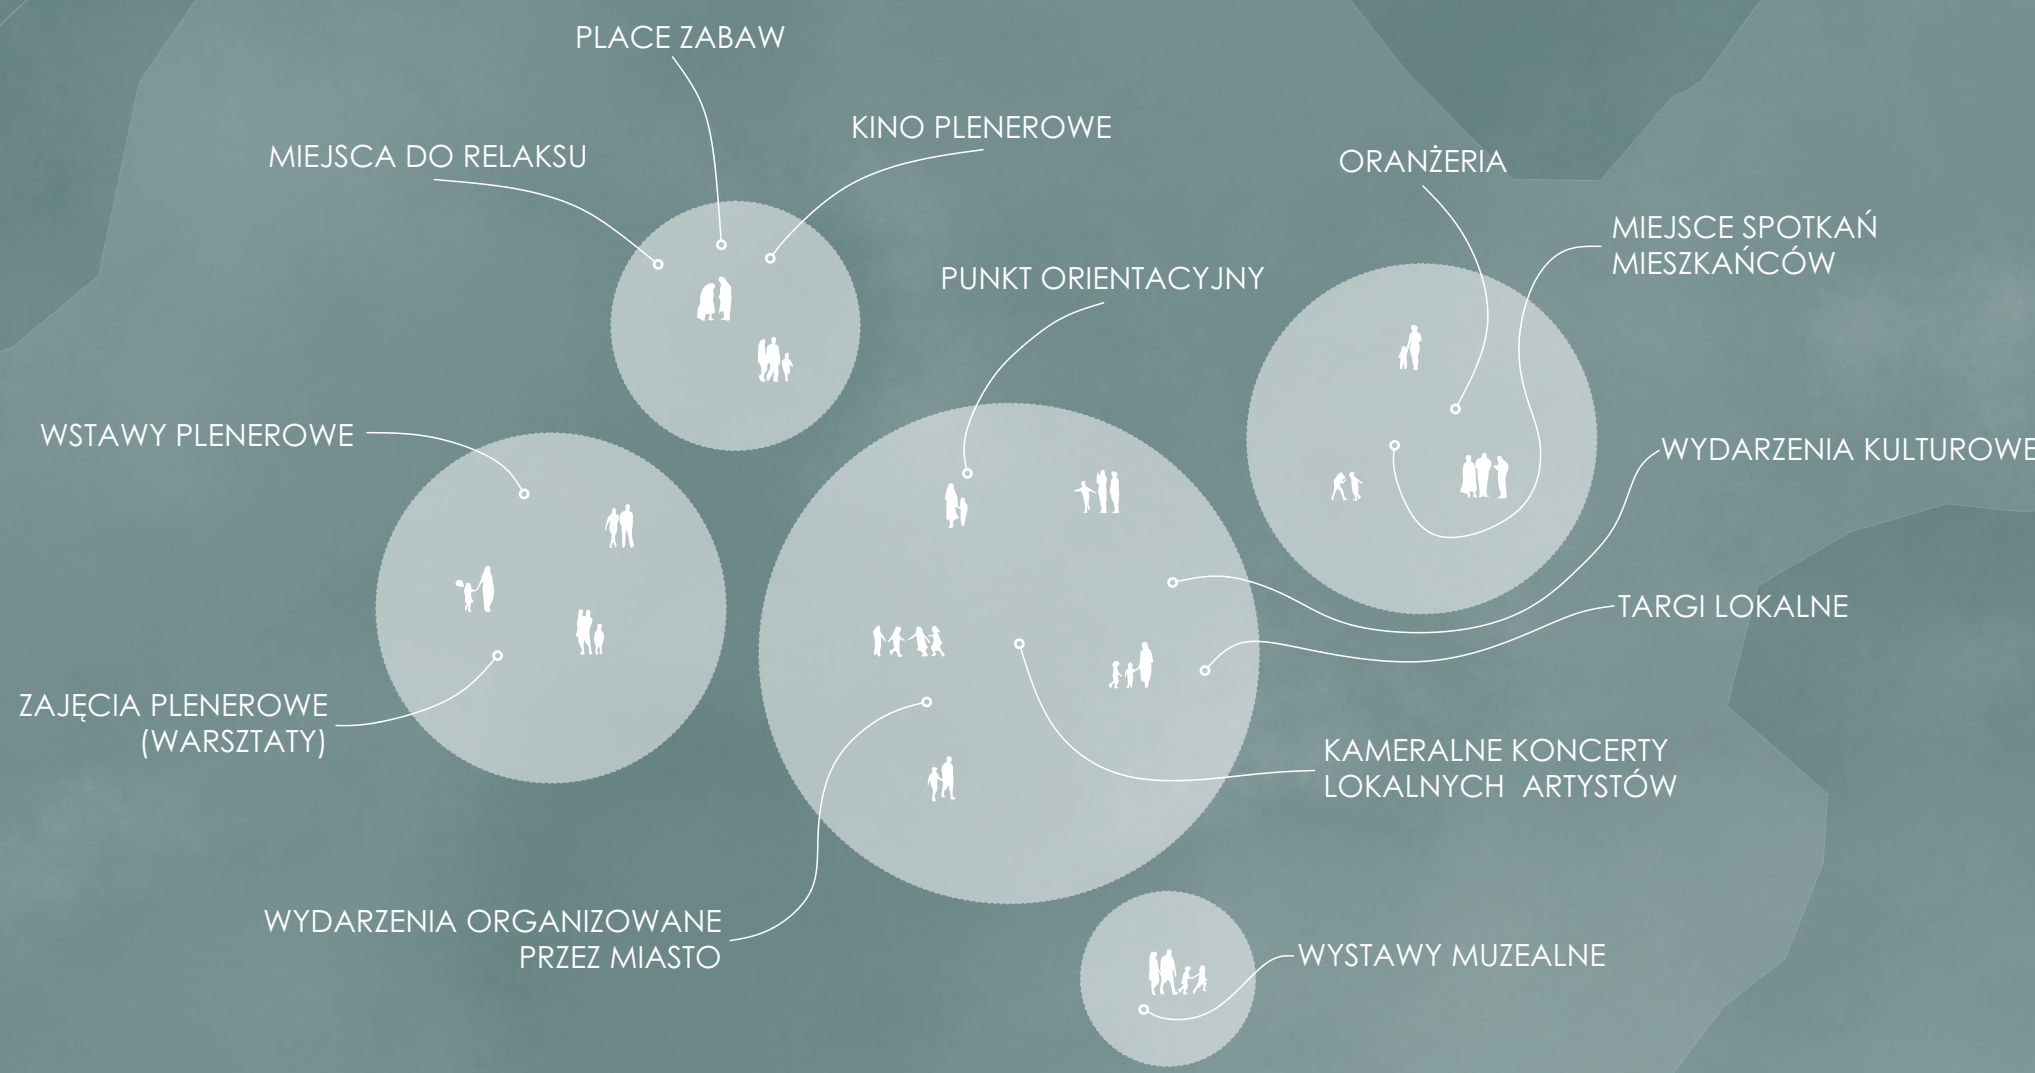 PLACE ZABAW
KINO PLENEROWE
MIEJSCA DO RELAKSU
ORANŻERIA
MIEJSCE SPOTKAŃ
MIESZKAŃCÓW
PUNKT ORIENTACYJNY
WSTAWY PLENEROWE
WYDARZENIA KULTUROWE
TARGI LOKALNE
ZAJĘCIA PLENEROWE
(WARSZTATY)
KAMERALNE KONCERTY
LOKALNYCH ARTYSTÓW
WYDARZENIA ORGANIZOWANE
PRZEZ MIASTO
WYSTAWY MUZEALNE